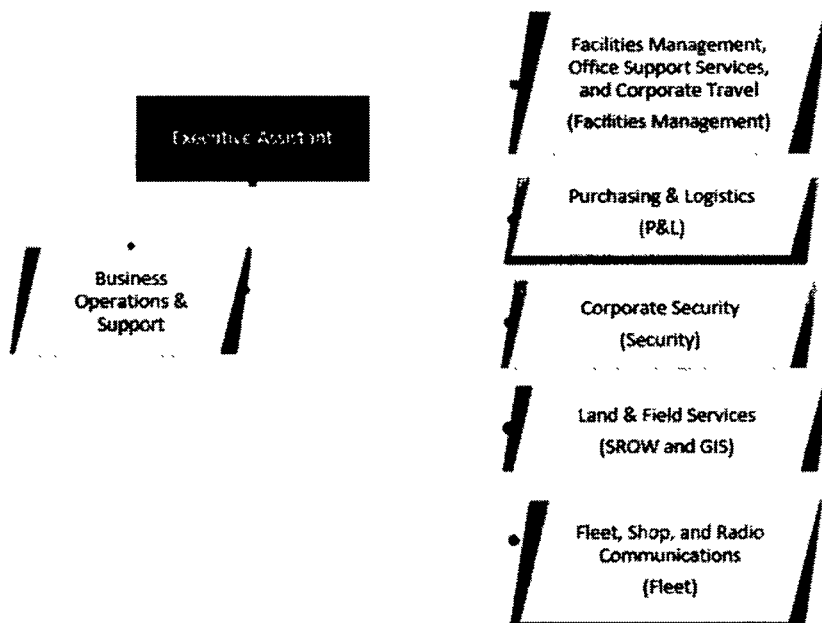 Executive Assistant
Business
Operations &
Support
Facilities Management,
Office Support Services,
and Corporate Travel
(Facilities Management)
Purchasing & Logistics
(P&L)
Corporate Security
(Security)
Land & Field Services
(SROW and GIS)
Fleet, Shop, and Radio
Communications
(Fleet)